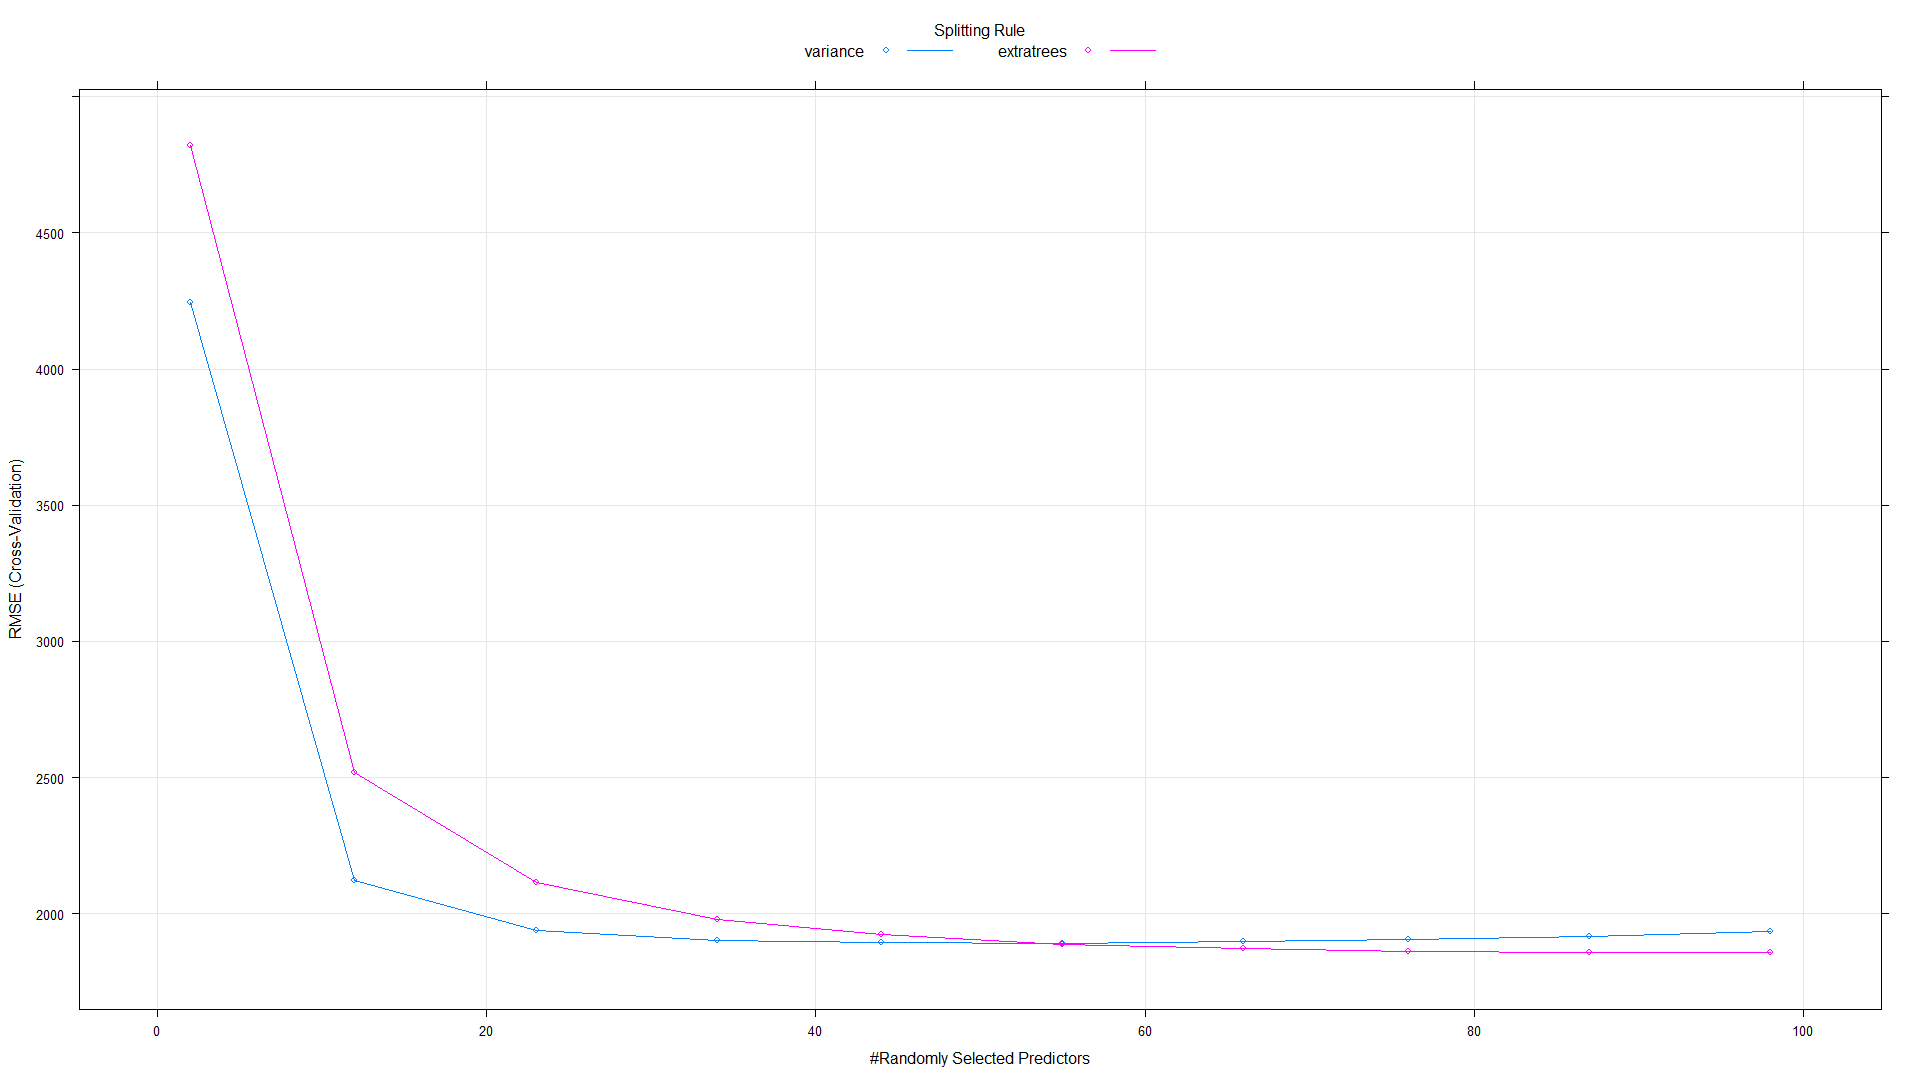 Splitting Rule
variance extratrees
4500
4000
3500
3000
2500
2000
RMSE (Cross-Validation)
0 20 40 60 80 100
#Randomly Selected Predictors